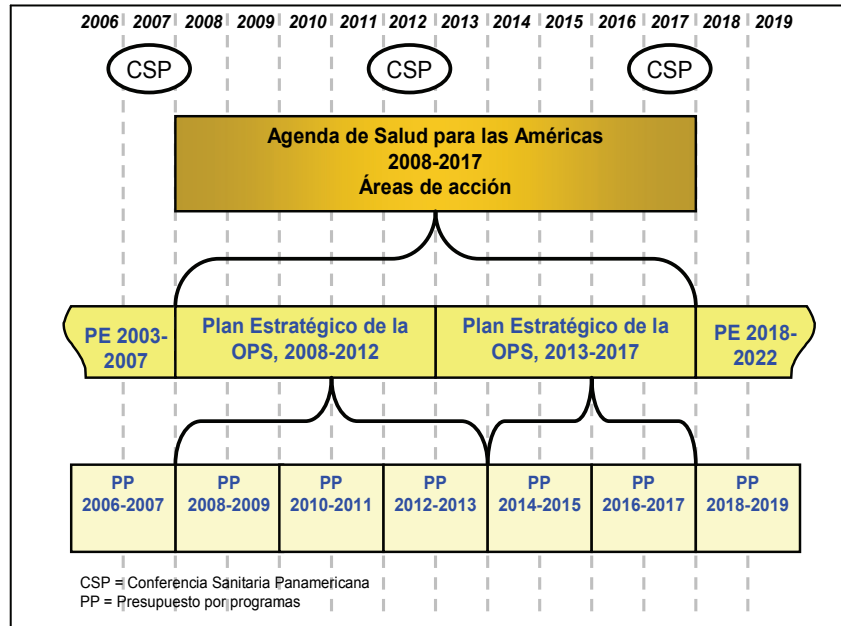 2006 2007 2008 2009 2010 2011 2012 2013 2014 2015 2016 2017 2018 2019
CSP CSP CSP
Agenda de Salud para las Américas
2008-2017
Áreas de acción
PE 2003-
2007
Plan Estratégico de la
OPS, 2008-2012
Plan Estratégico de la
OPS, 2013-2017
PE 2018-
2022
PP
2006-2007
PP
2008-2009
PP
2010-2011
PP
2012-2013
PP
2014-2015
PP
2016-2017
PP
2018-2019
CSP = Conferencia Sanitaria Panamericana
PP = Presupuesto por programas